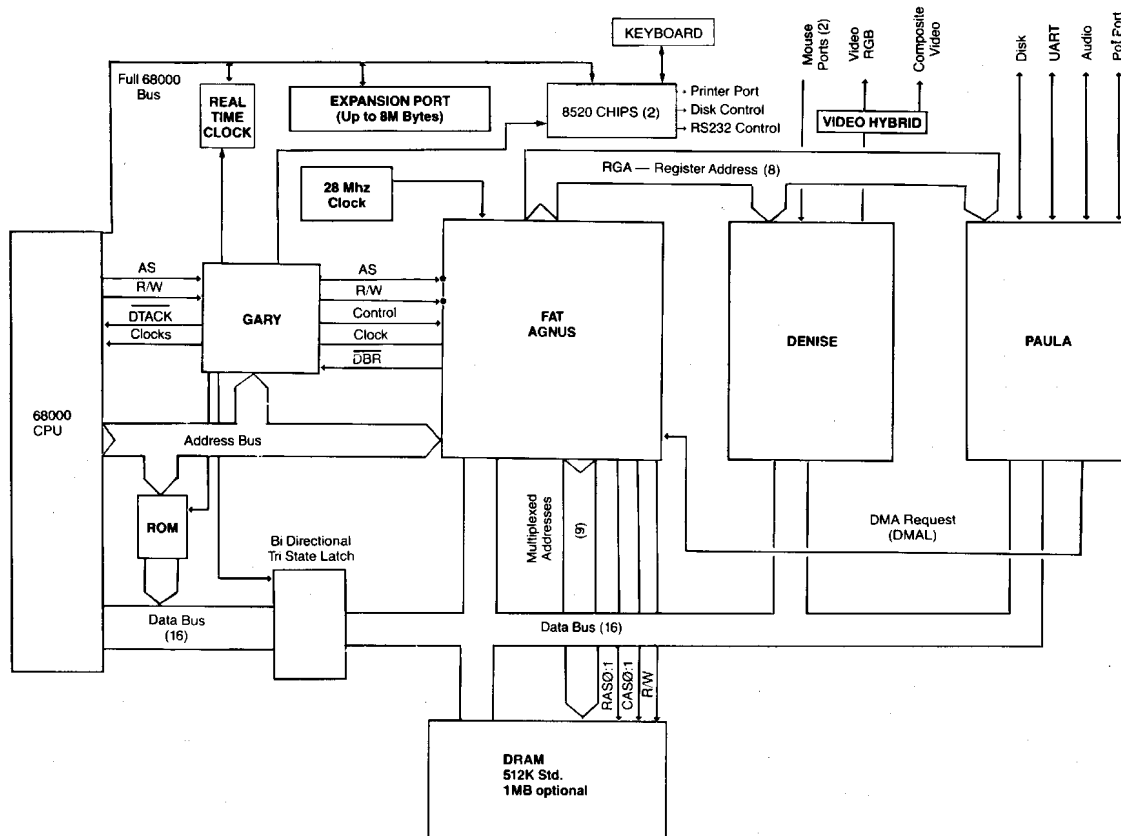 KEYBOARD
Full 68000
Bus
REAL
TIME
CLOCK
EXPANSION PORT
(Up to 8M Bytes)
8520 CHIPS (2)
Printer Port
Disk Control
RS232 Control
Mouse
Ports (2)
Video
RGB
Composite
Video
VIDEO HYBRID
Disk
UART
Audio
Pot Port
28 Mhz
Clock
RGA — Register Address (8)
AS
R/W
DTACK
Clocks
GARY
AS
R/W
Control
Clock
DBR
FAT
AGNUS
DENISE
PAULA
68000
CPU
Address Bus
ROM
Bi Directional
Tri State Latch
Multiplexed
Addresses
(9)
DMA Request
(DMAL)
Data Bus
(16)
Data Bus (16)
RASØ:1
CASØ:1
R/W
DRAM
512K Std.
1MB optional